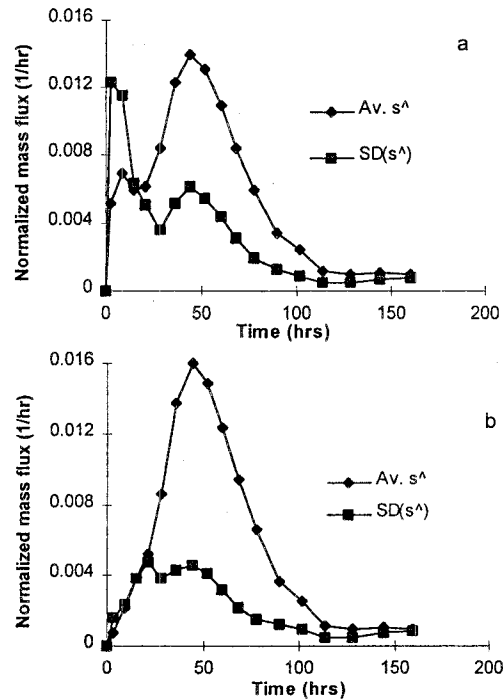 0.016
a
0.012
Av. s^
SD(s^)
0.008
0.004
0
0 50 100 150 200
Normalized mass flux (1/hr)
Time (hrs)
0.016
b
0.012
Av. s^
SD(s^)
0.008
0.004
0
0 50 100 150 200
Normalized mass flux (1/hr)
Time (hrs)